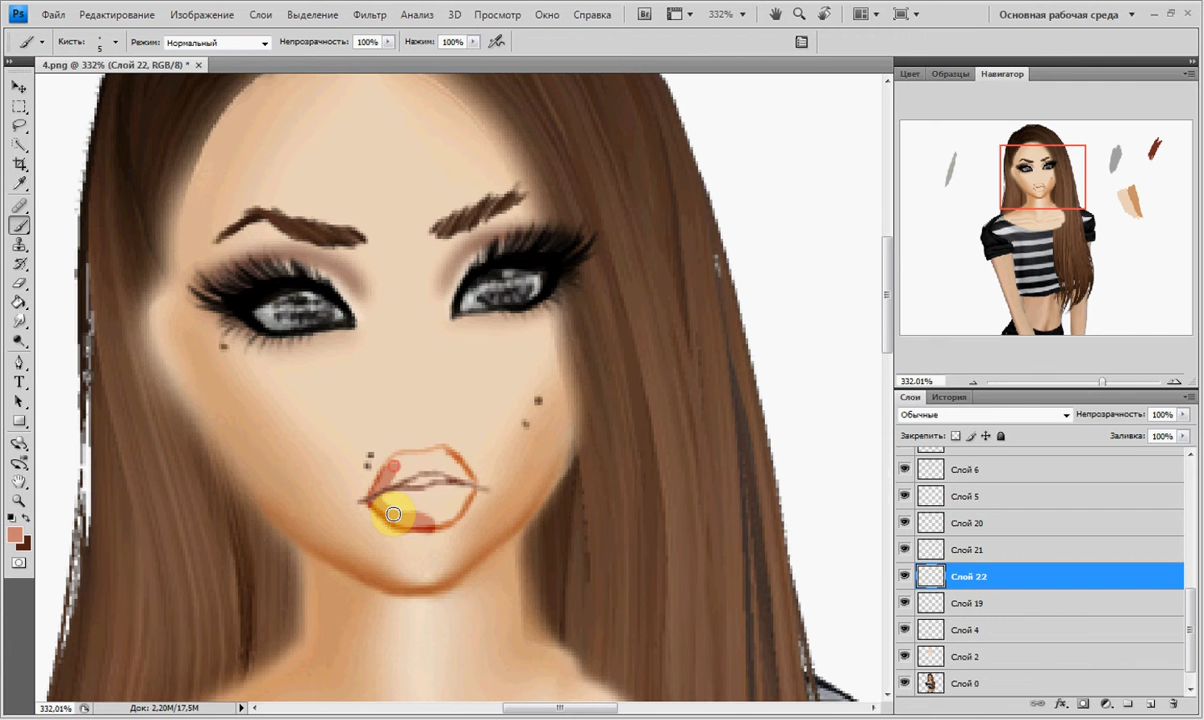 Ps Файл Редактирование Изображение Слои Выделение Фильтр Анализ 3D Просмотр Окно Справка Br 332% Основная рабочая среда
Кисть: 5 Режим: Нормальный Непрозрачность: 100% Нажим: 100%
4.png @ 332% (Слой 22, RGB/8) *
Цвет Образцы Навигатор
332.01%
Слои История
Обычные Непрозрачность: 100%
Закрепить: Заливка: 100%
Слой 6
Слой 5
Слой 20
Слой 21
Слой 22
Слой 19
Слой 4
Слой 2
Слой 0
332,01% Док: 2,20M/17,5M